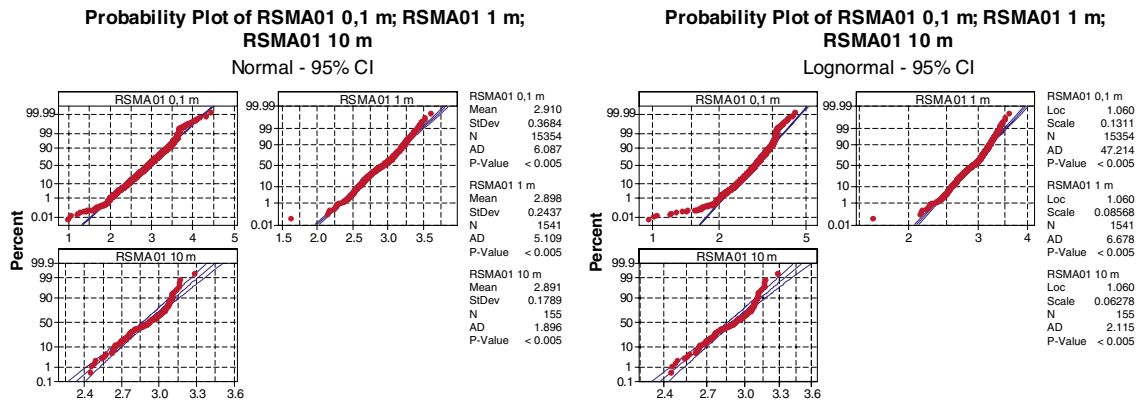 Probability Plot of RSMA01 0,1 m; RSMA01 1 m;
RSMA01 10 m
Normal - 95% CI
RSMA01 0,1 m
RSMA01 1 m
99.99
99
90
50
10
1
0.01
1 2 3 4 5
99.99
99
90
50
10
1
0.01
1.5 2.0 2.5 3.0 3.5
RSMA01 10 m
99.9
90
50
10
1
0.1
2.4 2.7 3.0 3.3 3.6
Percent
RSMA01 0,1 m
Mean 2.910
StDev 0.3684
N 15354
AD 6.087
P-Value < 0.005
RSMA01 1 m
Mean 2.898
StDev 0.2437
N 1541
AD 5.109
P-Value < 0.005
RSMA01 10 m
Mean 2.891
StDev 0.1789
N 155
AD 1.896
P-Value < 0.005
Probability Plot of RSMA01 0,1 m; RSMA01 1 m;
RSMA01 10 m
Lognormal - 95% CI
RSMA01 0,1 m
RSMA01 1 m
99.99
99
90
50
10
1
0.01
1 2 5
99.99
99
90
50
10
1
0.01
2 3 4
RSMA01 10 m
99.9
90
50
10
1
0.1
2.4 2.7 3.0 3.3 3.6
Percent
RSMA01 0,1 m
Loc 1.060
Scale 0.1311
N 15354
AD 47.214
P-Value < 0.005
RSMA01 1 m
Loc 1.060
Scale 0.08568
N 1541
AD 6.678
P-Value < 0.005
RSMA01 10 m
Loc 1.060
Scale 0.06278
N 155
AD 2.115
P-Value < 0.005